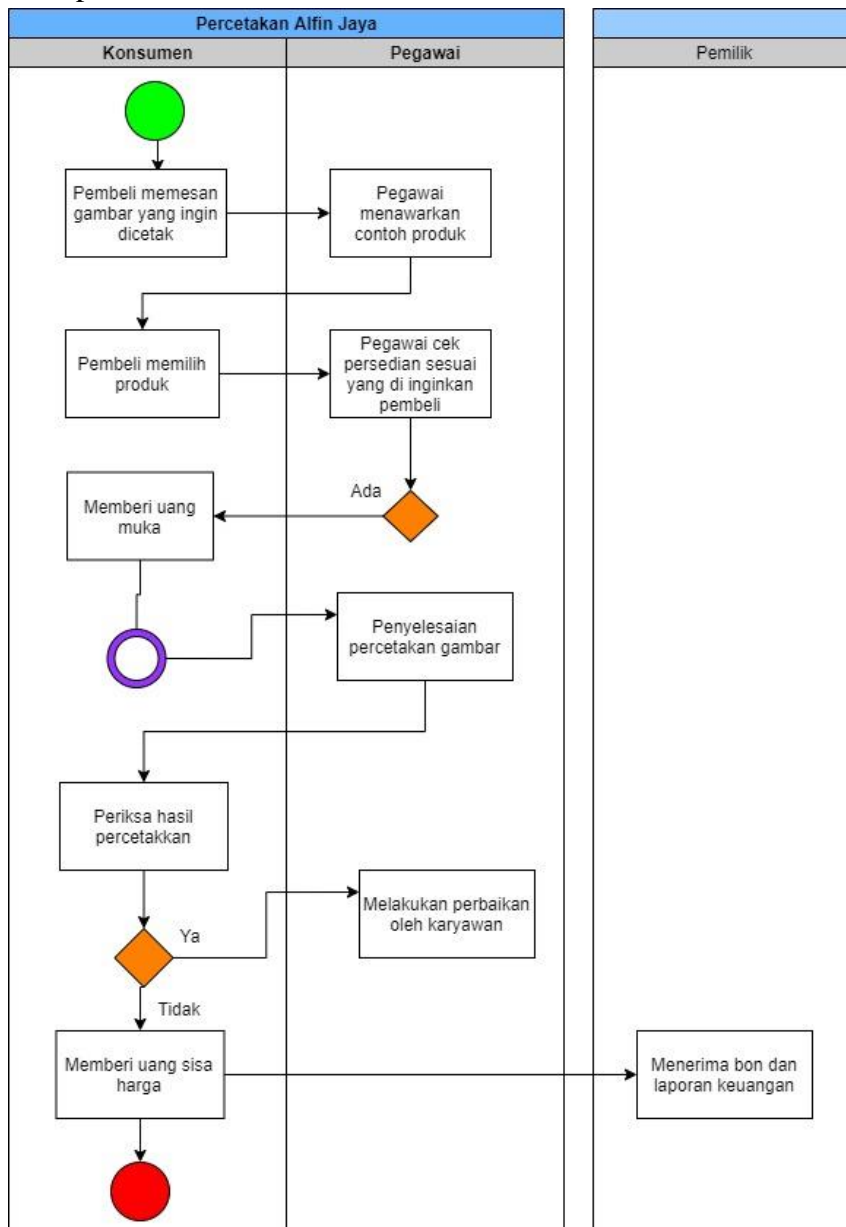 Percetakan Alfin Jaya
Konsumen
Pegawai
Pemilik
Pembeli memesan
gambar yang ingin
dicetak
Pegawai
menawarkan
contoh produk
Pembeli memilih
produk
Pegawai cek
persedian sesuai
yang di inginkan
pembeli
Ada
Memberi uang
muka
Penyelesaian
percetakan gambar
Periksa hasil
percetakkan
Ya
Melakukan perbaikan
oleh karyawan
Tidak
Memberi uang sisa
harga
Menerima bon dan
laporan keuangan